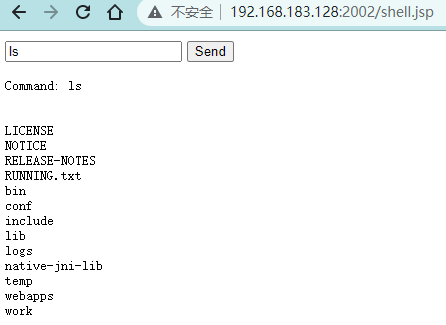 不安全 192.168.183.128:2002/shell.jsp
ls Send
Command: ls
LICENSE
NOTICE
RELEASE-NOTES
RUNNING.txt
bin
conf
include
lib
logs
native-jni-lib
temp
webapps
work